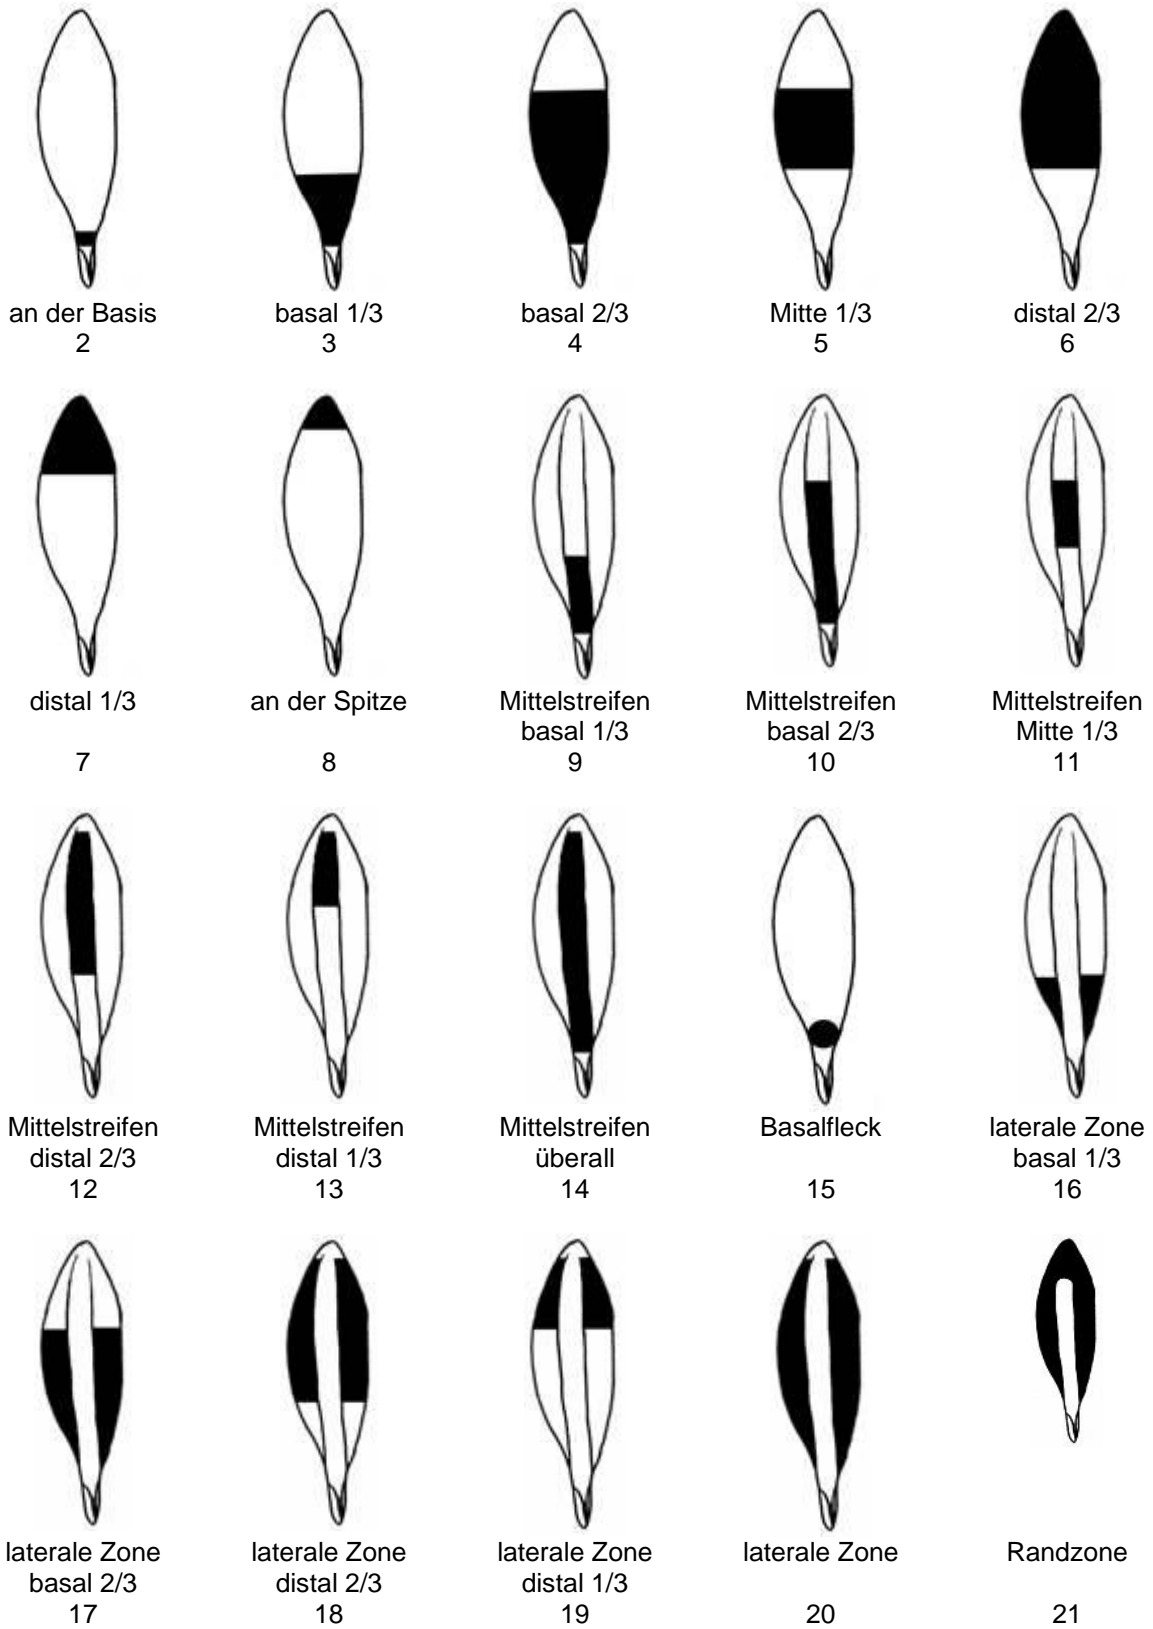 an der Basis
2
basal 1/3
3
basal 2/3
4
Mitte 1/3
5
distal 2/3
6
distal 1/3
7
an der Spitze
8
Mittelstreifen
basal 1/3
9
Mittelstreifen
basal 2/3
10
Mittelstreifen
Mitte 1/3
11
Mittelstreifen
distal 2/3
12
Mittelstreifen
distal 1/3
13
Mittelstreifen
überall
14
Basalfleck
15
laterale Zone
basal 1/3
16
laterale Zone
basal 2/3
17
laterale Zone
distal 2/3
18
laterale Zone
distal 1/3
19
laterale Zone
20
Randzone
21